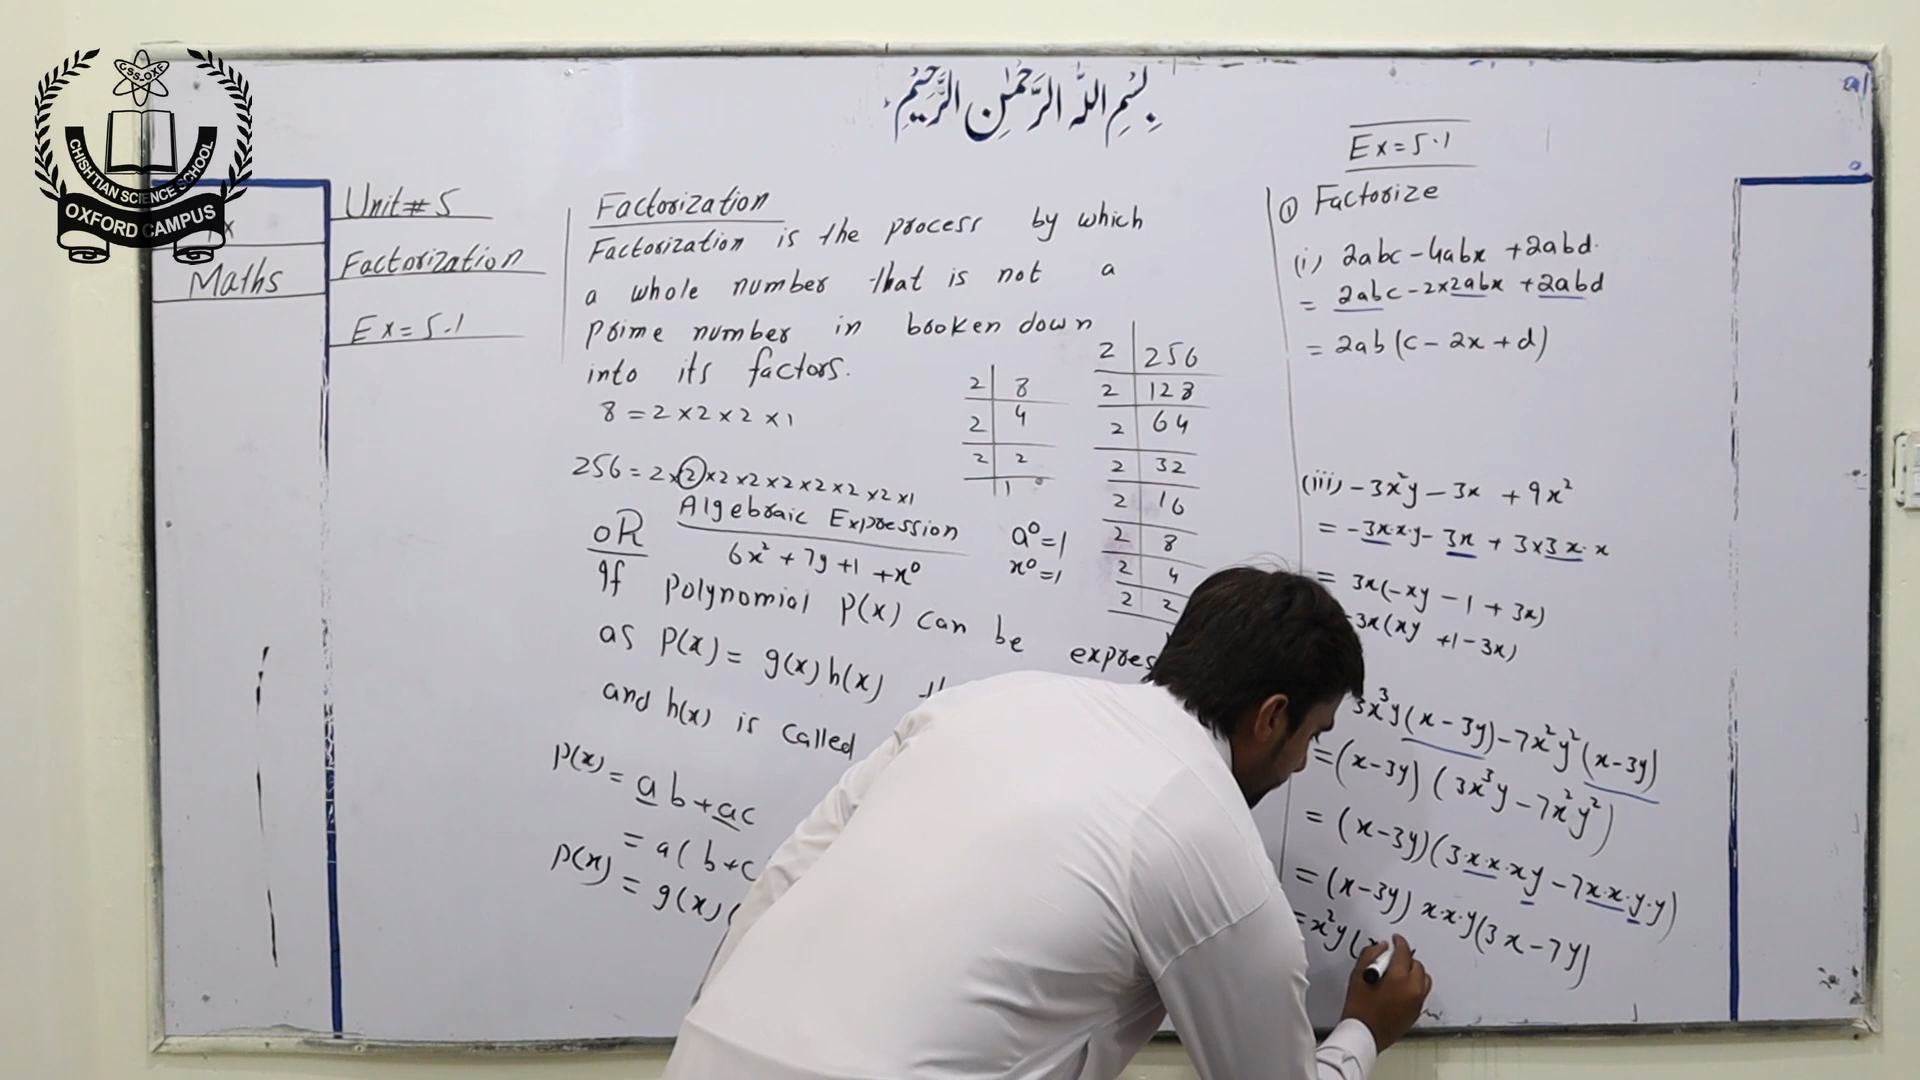 CSS-OXF
CHISHTIAN SCIENCE SCHOOL
OXFORD CAMPUS
بِسْمِ اللهِ الرَّحْمٰنِ الرَّحِيْمِ
Maths
Unit # 5
Factorization
Ex = 5.1
Factorization
Factorization is the process by which
a whole number that is not a
prime number in brokendown
into its factors.
8 = 2 × 2 × 2 × 1
256 = 2 × 2 × 2 × 2 × 2 × 2 × 2 × 2 × 1
2 | 8
2 | 4
2 | 2
1
2 | 256
2 | 128
2 | 64
2 | 32
2 | 16
2 | 8
2 | 4
2 | 2
Algebraic Expression
6x² + 7y + 1 + x⁰
a⁰ = 1
x⁰ = 1
OR
If polynomial p(x) can be
as p(x) = g(x) h(x)
and h(x) is called
p(x) = ab + ac
= a( b + c
p(x) = g(x)(
Ex = 5.1
① Factorize
(i) 2abc - 4abx + 2abd.
= 2abc - 2×2abx + 2abd
= 2ab(c - 2x + d)
(iii) -3x²y - 3x + 9x²
= -3x·x·y - 3x + 3×3x·x
= 3x(-xy - 1 + 3x)
-3x(xy + 1 - 3x)
3x³y(x - 3y) - 7x²y²(x - 3y)
= (x - 3y) (3x³y - 7x²y²)
= (x - 3y)(3x·x·xy - 7x·x·y·y)
= (x - 3y) x·x·y(3x - 7y)
= x²y(x